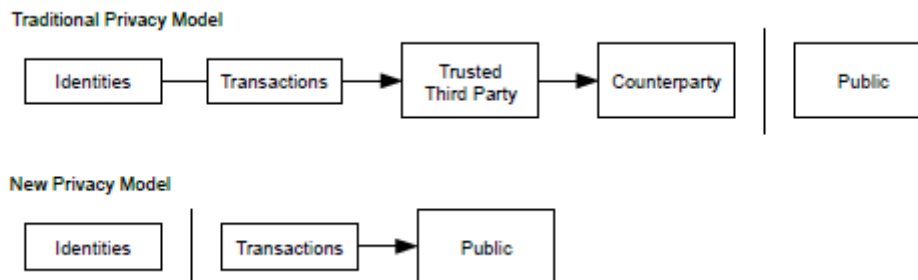 Traditional Privacy Model
Identities
Transactions
Trusted
Third Party
Counterparty
Public
New Privacy Model
Identities
Transactions
Public